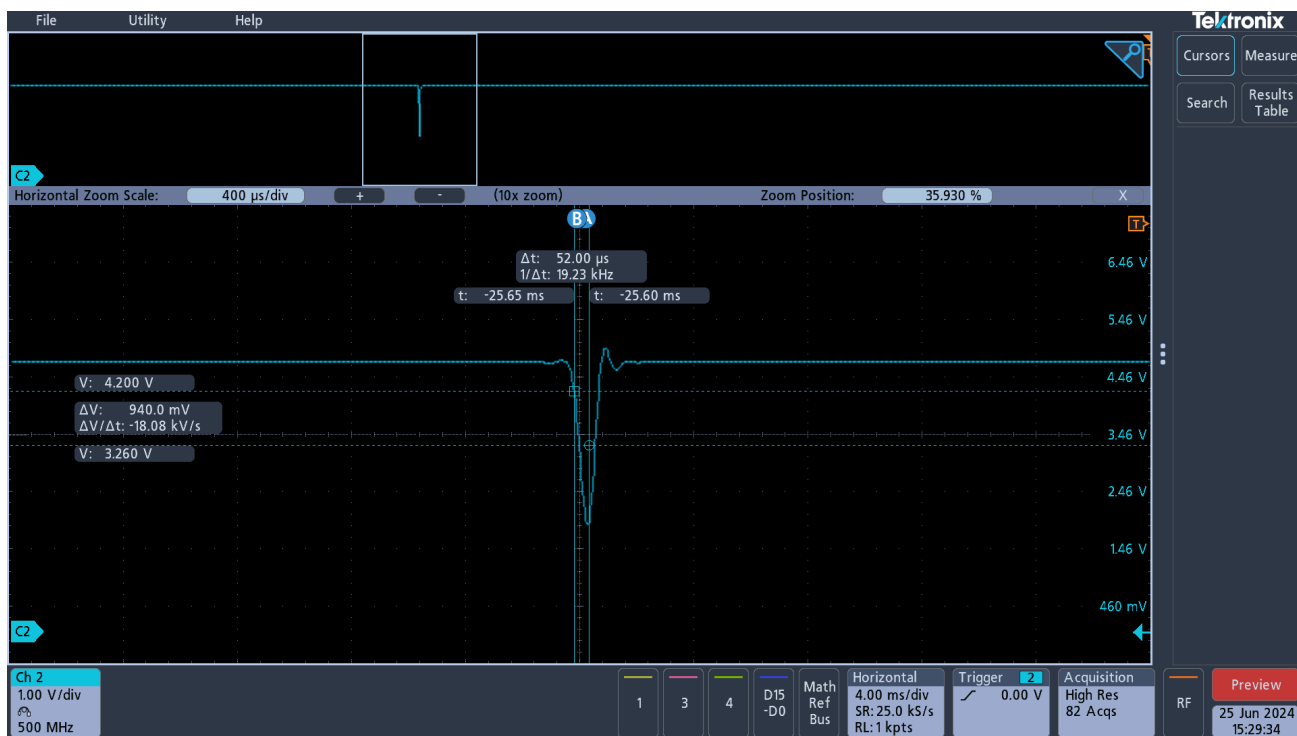 File Utility Help
Tektronix
Cursors Measure
Search Results Table
C2
Horizontal Zoom Scale: 400 µs/div + - (10x zoom) Zoom Position: 35.930 % X
B
T
Δt: 52.00 µs
1/Δt: 19.23 kHz
t: -25.65 ms t: -25.60 ms
6.46 V
5.46 V
4.46 V
V: 4.200 V
ΔV: 940.0 mV
ΔV/Δt: -18.08 kV/s
3.46 V
V: 3.260 V
2.46 V
1.46 V
460 mV
C2
Ch 2
1.00 V/div
500 MHz
1
3
4
D15
-D0
Math
Ref
Bus
Horizontal
4.00 ms/div
SR: 25.0 kS/s
RL: 1 kpts
Trigger 2
0.00 V
Acquisition
High Res
82 Acqs
RF
Preview
25 Jun 2024
15:29:34